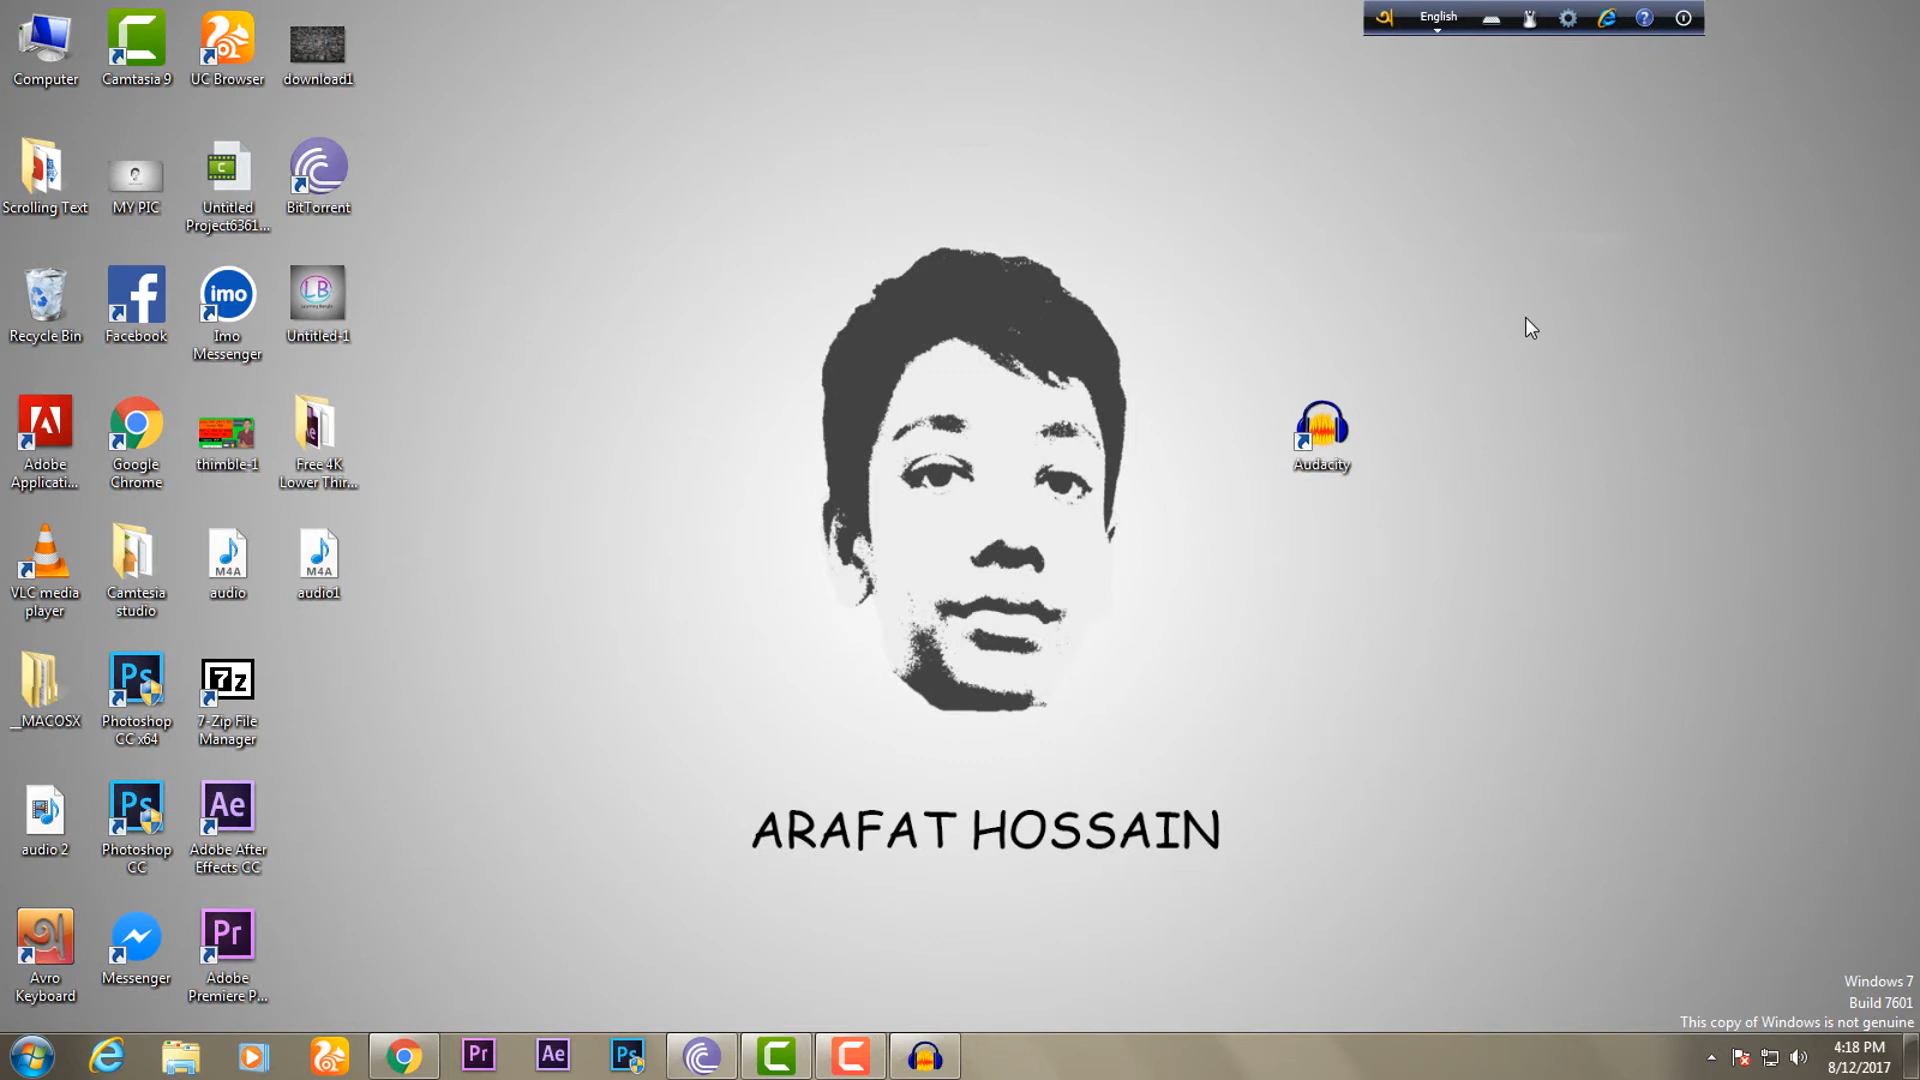 English
Computer
Camtasia 9
UC Browser
download1
Scrolling Text
MY PIC
Untitled
Project6361...
BitTorrent
LB
Recycle Bin
Facebook
imo
Imo
Messenger
Untitled-1
Adobe
Applicati...
Google
Chrome
thimble-1
Free 4K
Lower Thir...
Audacity
VLC media
player
Camtesia
studio
M4A
audio
M4A
audio1
__MACOSX
Ps
Photoshop
CC x64
7z
7-Zip File
Manager
audio 2
Ps
Photoshop
CC
Ae
Adobe After
Effects CC
ARAFAT HOSSAIN
Avro
Keyboard
Messenger
Pr
Adobe
Premiere P...
Windows 7
Build 7601
This copy of Windows is not genuine
Pr
Ae
Ps
4:18 PM
8/12/2017